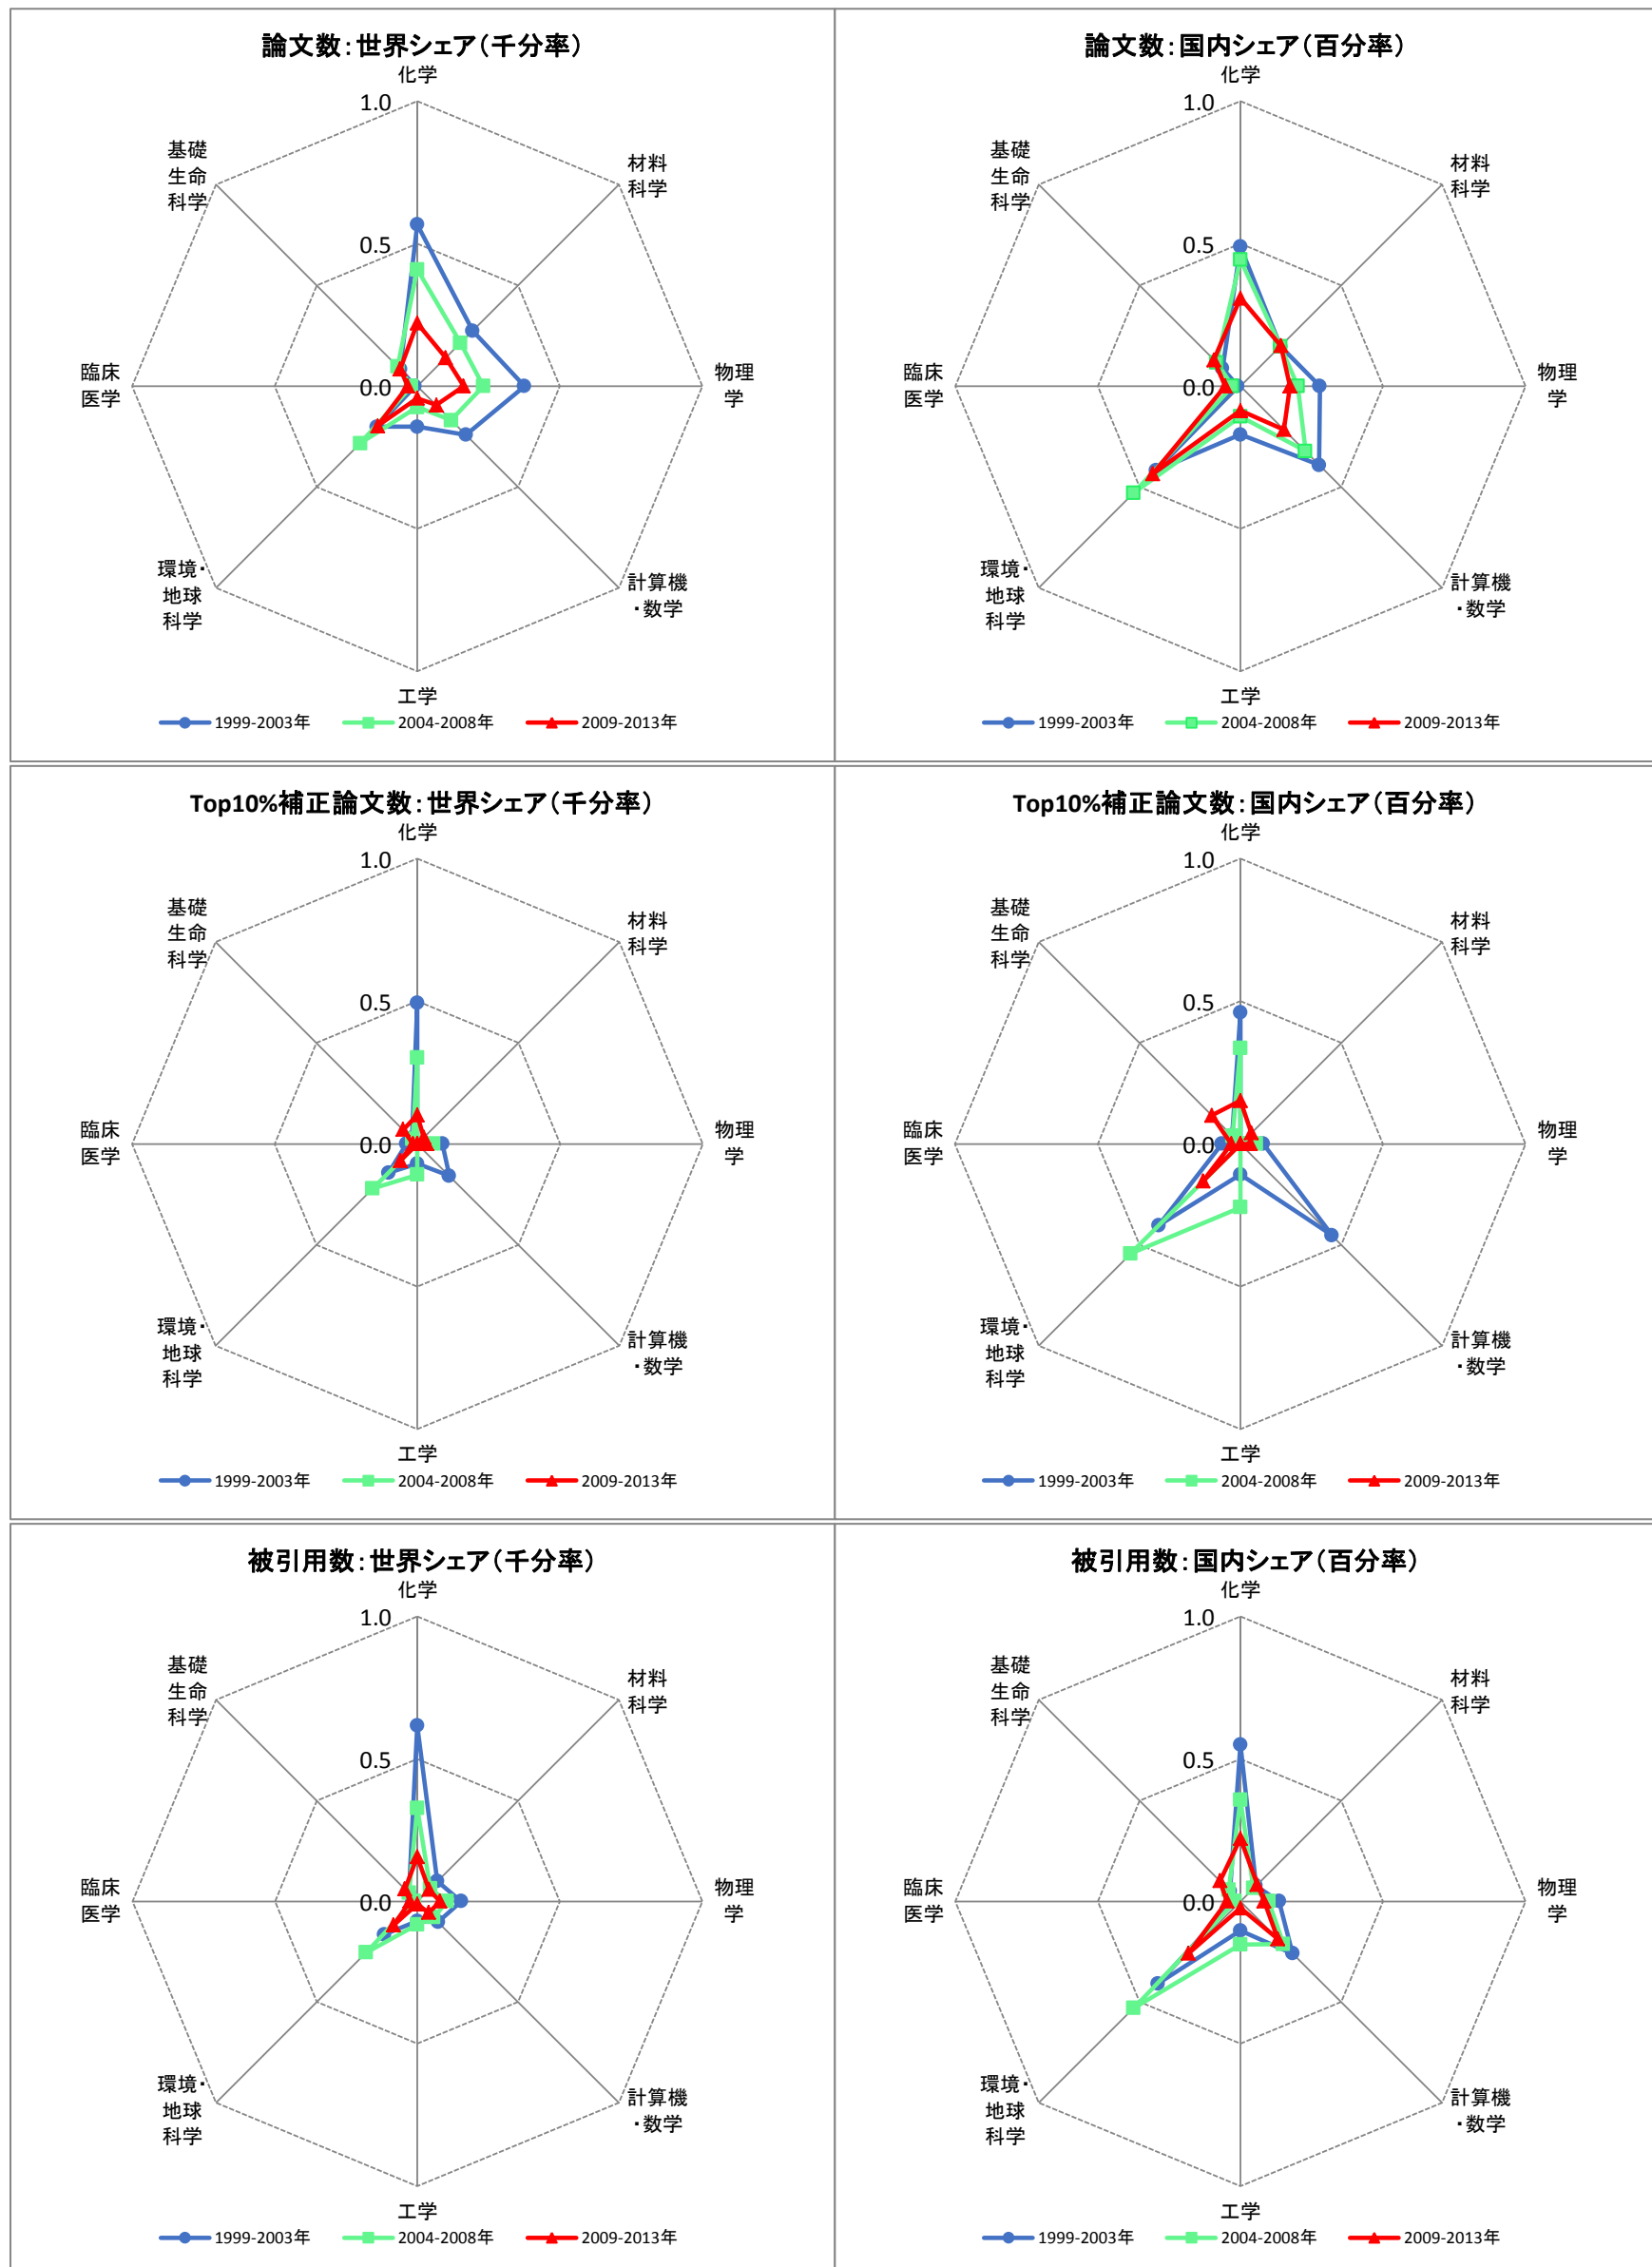 論文数：世界シェア（千分率）
化学
1.0
基礎
生命
科学
材料
科学
0.5
臨床
医学
0.0
物理
学
環境・
地球
科学
計算機
・数学
工学
1999-2003年 2004-2008年 2009-2013年
論文数：国内シェア（百分率）
化学
1.0
基礎
生命
科学
材料
科学
0.5
臨床
医学
0.0
物理
学
環境・
地球
科学
計算機
・数学
工学
1999-2003年 2004-2008年 2009-2013年
Top10%補正論文数：世界シェア（千分率）
化学
1.0
基礎
生命
科学
材料
科学
0.5
臨床
医学
0.0
物理
学
環境・
地球
科学
計算機
・数学
工学
1999-2003年 2004-2008年 2009-2013年
Top10%補正論文数：国内シェア（百分率）
化学
1.0
基礎
生命
科学
材料
科学
0.5
臨床
医学
0.0
物理
学
環境・
地球
科学
計算機
・数学
工学
1999-2003年 2004-2008年 2009-2013年
被引用数：世界シェア（千分率）
化学
1.0
基礎
生命
科学
材料
科学
0.5
臨床
医学
0.0
物理
学
環境・
地球
科学
計算機
・数学
工学
1999-2003年 2004-2008年 2009-2013年
被引用数：国内シェア（百分率）
化学
1.0
基礎
生命
科学
材料
科学
0.5
臨床
医学
0.0
物理
学
環境・
地球
科学
計算機
・数学
工学
1999-2003年 2004-2008年 2009-2013年